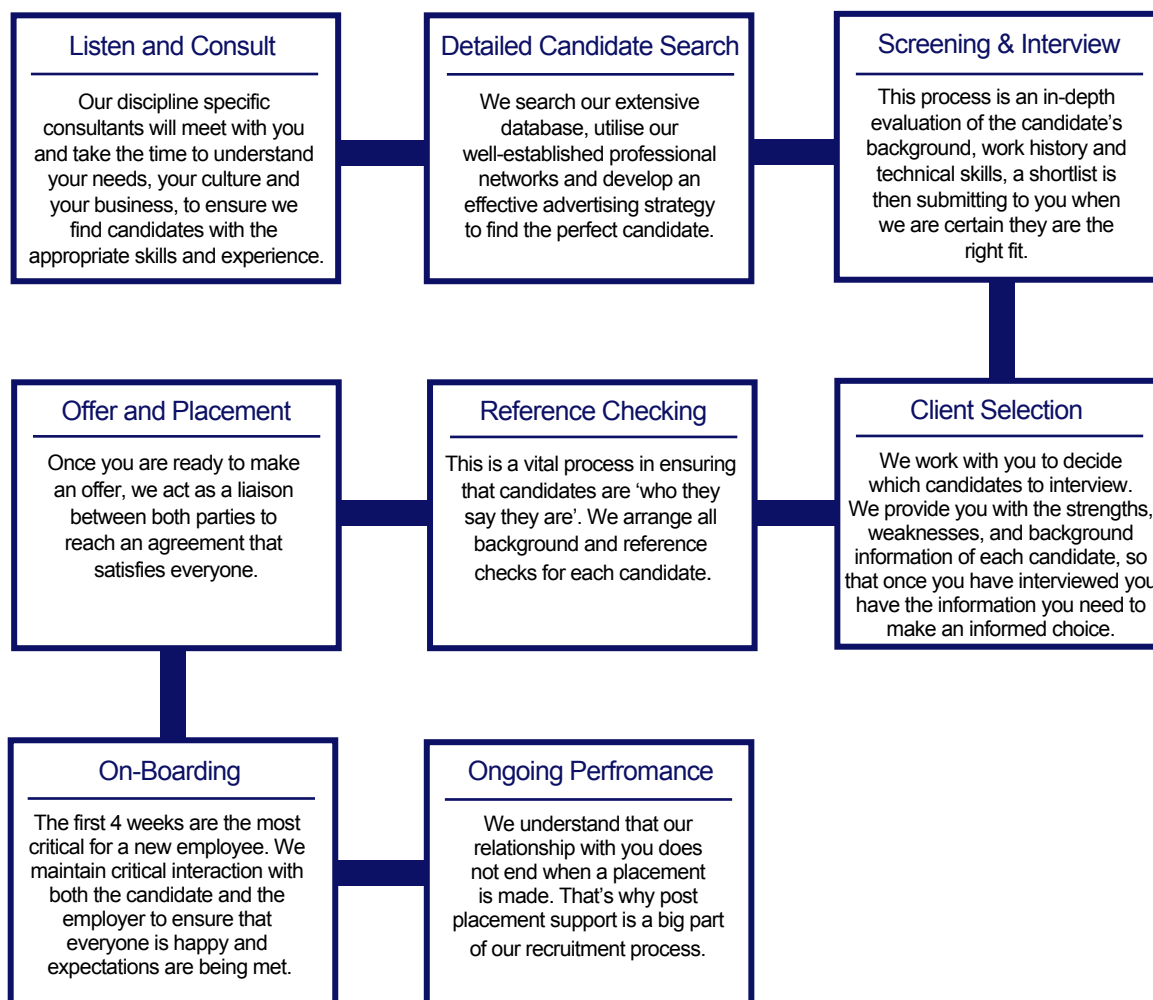 Listen and Consult
Our discipline specific
consultants will meet with you
and take the time to understand
your needs, your culture and
your business, to ensure we
find candidates with the
appropriate skills and experience.
Detailed Candidate Search
We search our extensive
database, utilise our
well-established professional
networks and develop an
effective advertising strategy
to find the perfect candidate.
Screening & Interview
This process is an in-depth
evaluation of the candidate's
background, work history and
technical skills, a shortlist is
then submitting to you when
we are certain they are the
right fit.
Client Selection
We work with you to decide
which candidates to interview.
We provide you with the strengths,
weaknesses, and background
information of each candidate, so
that once you have interviewed you
have the information you need to
make an informed choice.
Reference Checking
This is a vital process in ensuring
that candidates are ‘who they
say they are’. We arrange all
background and reference
checks for each candidate.
Offer and Placement
Once you are ready to make
an offer, we act as a liaison
between both parties to
reach an agreement that
satisfies everyone.
On-Boarding
The first 4 weeks are the most
critical for a new employee. We
maintain critical interaction with
both the candidate and the
employer to ensure that
everyone is happy and
expectations are being met.
Ongoing Perfromance
We understand that our
relationship with you does
not end when a placement
is made. That’s why post
placement support is a big part
of our recruitment process.